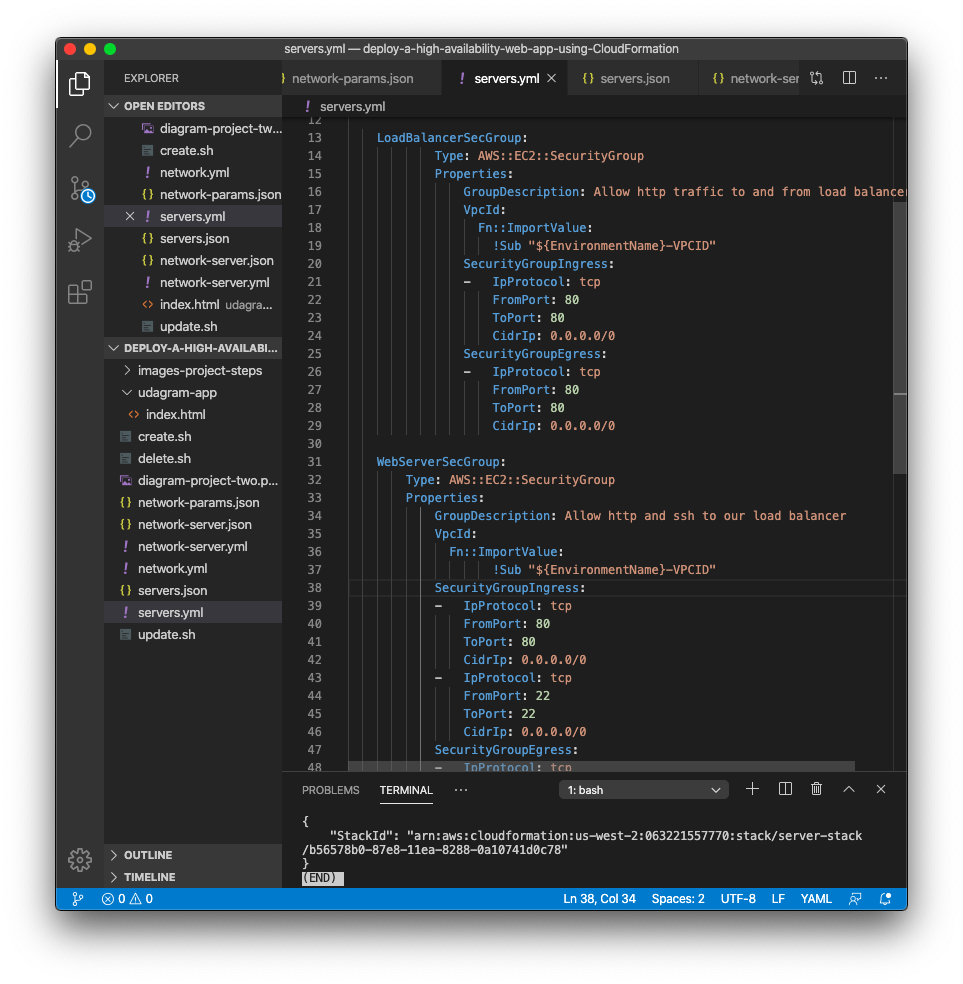 servers.yml — deploy-a-high-availability-web-app-using-CloudFormation
EXPLORER
OPEN EDITORS
diagram-project-tw...
create.sh
! network.yml
{} network-params.json
× ! servers.yml
{} servers.json
{} network-server.json
! network-server.yml
<> index.html udagra...
update.sh
DEPLOY-A-HIGH-AVAILABI...
images-project-steps
udagram-app
<> index.html
create.sh
delete.sh
diagram-project-two.p...
{} network-params.json
{} network-server.json
! network-server.yml
! network.yml
{} servers.json
! servers.yml
update.sh
OUTLINE
TIMELINE
} network-params.json ! servers.yml × {} servers.json {} network-ser ...
! servers.yml
12
13 LoadBalancerSecGroup:
14 Type: AWS::EC2::SecurityGroup
15 Properties:
16 GroupDescription: Allow http traffic to and from load balancer
17 VpcId:
18 Fn::ImportValue:
19 !Sub "${EnvironmentName}-VPCID"
20 SecurityGroupIngress:
21 - IpProtocol: tcp
22 FromPort: 80
23 ToPort: 80
24 CidrIp: 0.0.0.0/0
25 SecurityGroupEgress:
26 - IpProtocol: tcp
27 FromPort: 80
28 ToPort: 80
29 CidrIp: 0.0.0.0/0
30
31 WebServerSecGroup:
32 Type: AWS::EC2::SecurityGroup
33 Properties:
34 GroupDescription: Allow http and ssh to our load balancer
35 VpcId:
36 Fn::ImportValue:
37 !Sub "${EnvironmentName}-VPCID"
38 SecurityGroupIngress:
39 - IpProtocol: tcp
40 FromPort: 80
41 ToPort: 80
42 CidrIp: 0.0.0.0/0
43 - IpProtocol: tcp
44 FromPort: 22
45 ToPort: 22
46 CidrIp: 0.0.0.0/0
47 SecurityGroupEgress:
48 - IpProtocol: tcp
PROBLEMS TERMINAL ... 1: bash
{
"StackId": "arn:aws:cloudformation:us-west-2:063221557770:stack/server-stack
/b56578b0-87e8-11ea-8288-0a10741d0c78"
}
(END)
0 0 Ln 38, Col 34 Spaces: 2 UTF-8 LF YAML